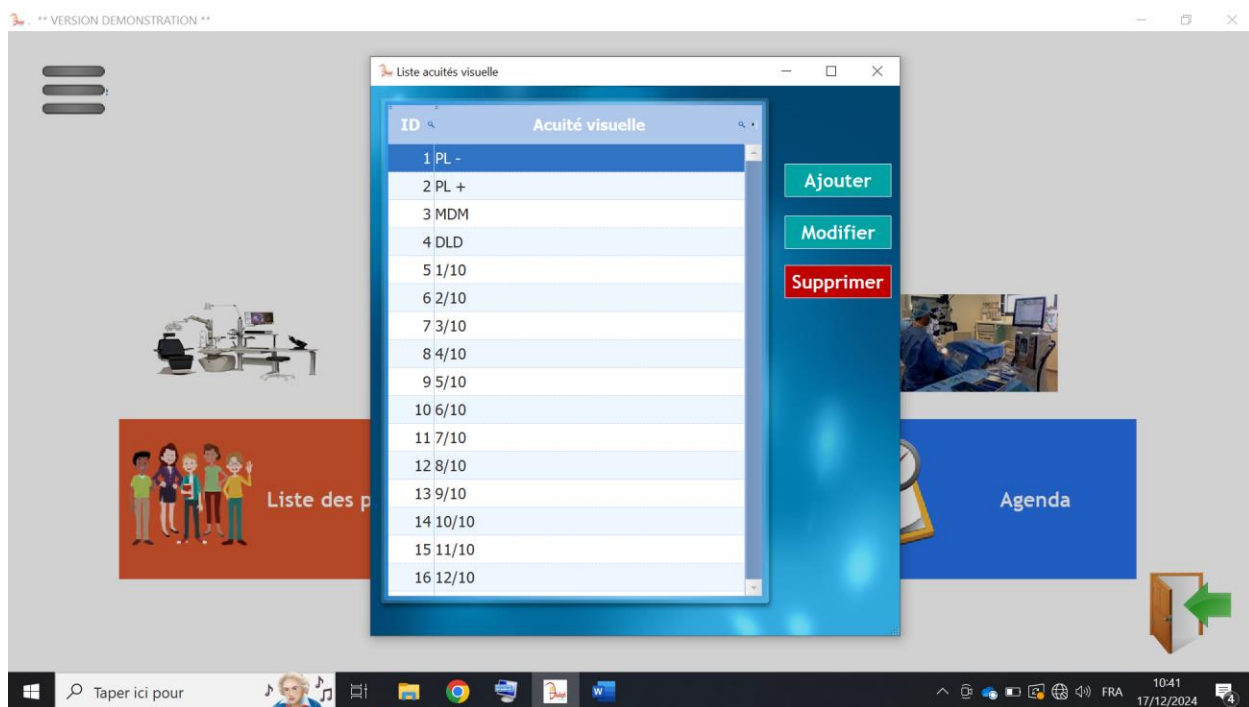 . ** VERSION DEMONSTRATION **
Liste acuités visuelle
ID Acuité visuelle
1 PL -
2 PL +
3 MDM
4 DLD
5 1/10
6 2/10
7 3/10
8 4/10
9 5/10
10 6/10
11 7/10
12 8/10
13 9/10
14 10/10
15 11/10
16 12/10
Ajouter
Modifier
Supprimer
Liste des p
Agenda
Taper ici pour
FRA
10:41
17/12/2024
4